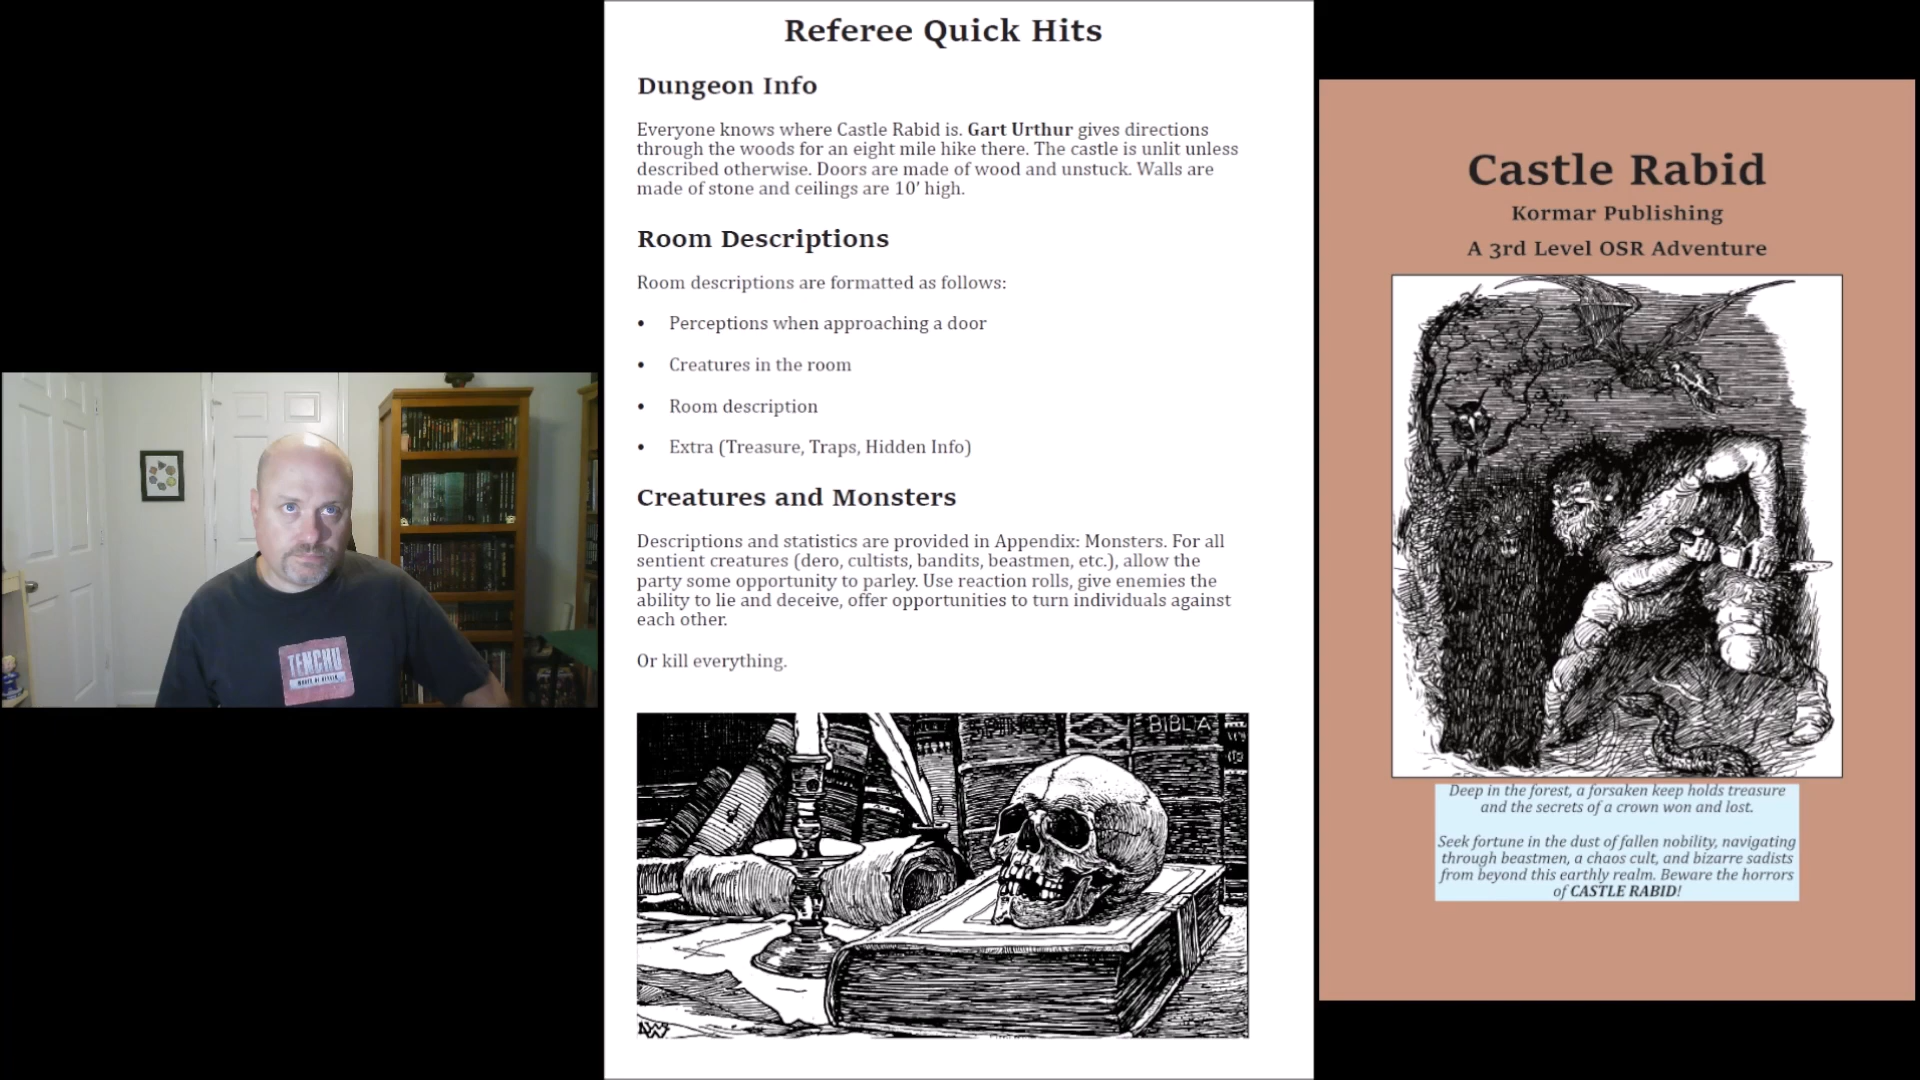 Referee Quick Hits
Dungeon Info
Everyone knows where Castle Rabid is. Gart Urthur gives directions
through the woods for an eight mile hike there. The castle is unlit unless
described otherwise. Doors are made of wood and unstuck. Walls are
made of stone and ceilings are 10’ high.
Room Descriptions
Room descriptions are formatted as follows:
• Perceptions when approaching a door
• Creatures in the room
• Room description
• Extra (Treasure, Traps, Hidden Info)
Creatures and Monsters
Descriptions and statistics are provided in Appendix: Monsters. For all
sentient creatures (dero, cultists, bandits, beastmen, etc.), allow the
party some opportunity to parley. Use reaction rolls, give enemies the
ability to lie and deceive, offer opportunities to turn individuals against
each other.
Or kill everything.
BIBLIA
TENCHU
Castle Rabid
Kormar Publishing
A 3rd Level OSR Adventure
Deep in the forest, a forsaken keep holds treasure
and the secrets of a crown won and lost.
Seek fortune in the dust of fallen nobility, navigating
through beastmen, a chaos cult, and bizarre sadists
from beyond this earthly realm. Beware the horrors
of CASTLE RABID!